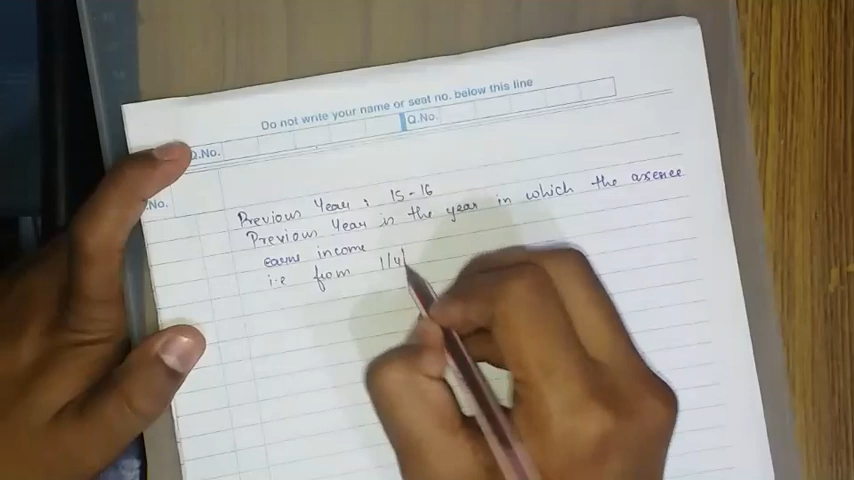 Do not write your name or seat no. below this line
Q.No. Q.No.
No.
Previous Year : 15-16
Previous Year is the year in which the assesee
earns income
i.e from 1/4/